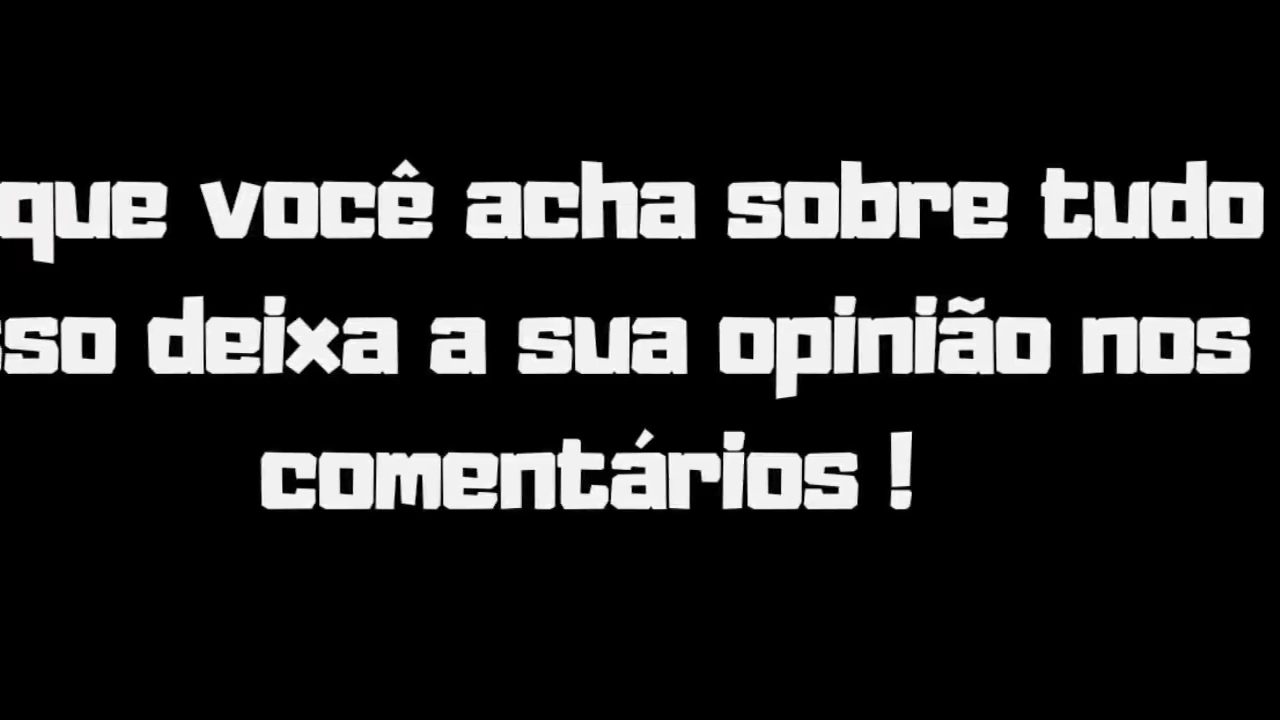 que você acha sobre tudo
so deixa a sua opinião nos
comentários !